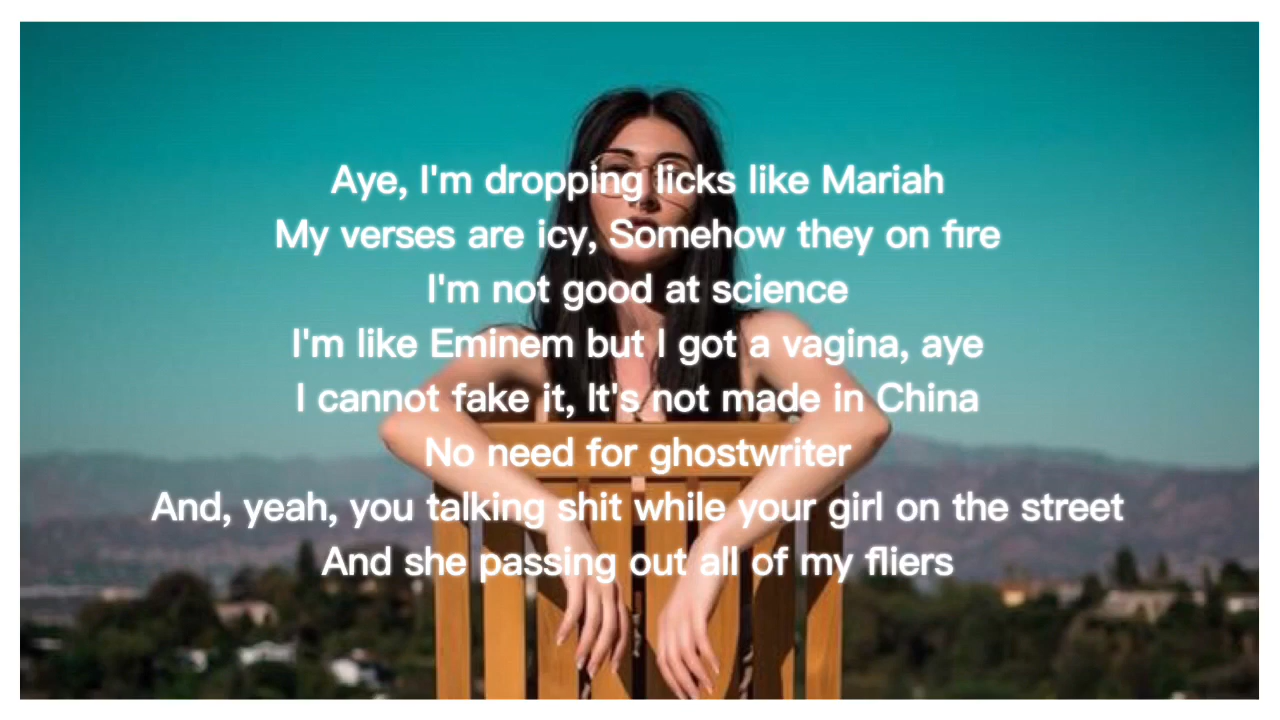 Aye, I'm dropping licks like Mariah
My verses are icy, Somehow they on fire
I'm not good at science
I'm like Eminem but I got a vagina, aye
I cannot fake it, It's not made in China
No need for ghostwriter
And, yeah, you talking shit while your girl on the street
And she passing out all of my fliers